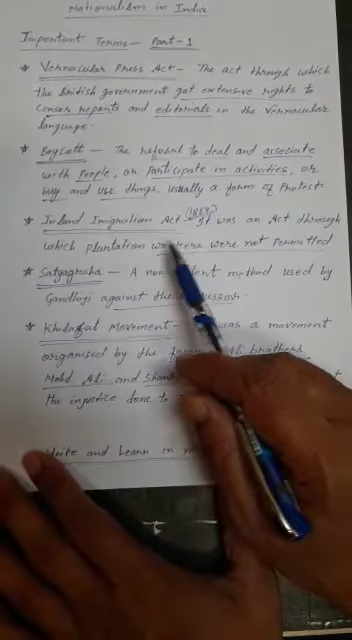 Nationalism in India
Important Terms- Part-1
* Vernacular Press Act - The act through which
the British government got extensive rights to
censor reports and editorials in the vernacular
language.
* Boycott - The refusal to deal and associate
with people, or participate in activities, or
buy and use things, usually a form of Protest
* Inland Imigration Act - (1859) It was an Act through
which plantation workers were not Permitted
* Satyagraha - A non method used by
Gandhiji against the
* Khilafat Movement - was a movement
organised by the brothers
Mohd Ali and
the injustice done to
Write and Learn in